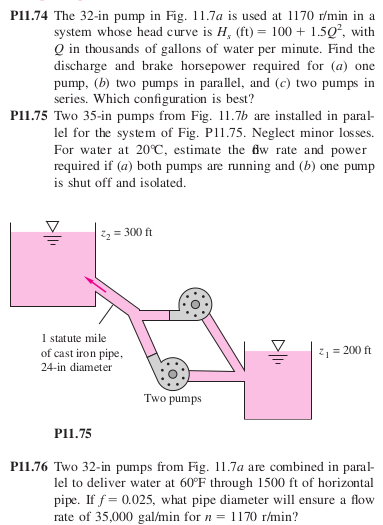 P11.74 The 32-in pump in Fig. 11.7a is used at 1170 r/min in a
system whose head curve is Hs (ft) = 100 + 1.5Q², with
Q in thousands of gallons of water per minute. Find the
discharge and brake horsepower required for (a) one
pump, (b) two pumps in parallel, and (c) two pumps in
series. Which configuration is best?
P11.75 Two 35-in pumps from Fig. 11.7b are installed in paral-
lel for the system of Fig. P11.75. Neglect minor losses.
For water at 20°C, estimate the flow rate and power
required if (a) both pumps are running and (b) one pump
is shut off and isolated.
z2 = 300 ft
1 statute mile
of cast iron pipe,
24-in diameter
z1 = 200 ft
Two pumps
P11.75
P11.76 Two 32-in pumps from Fig. 11.7a are combined in paral-
lel to deliver water at 60°F through 1500 ft of horizontal
pipe. If f = 0.025, what pipe diameter will ensure a flow
rate of 35,000 gal/min for n = 1170 r/min?